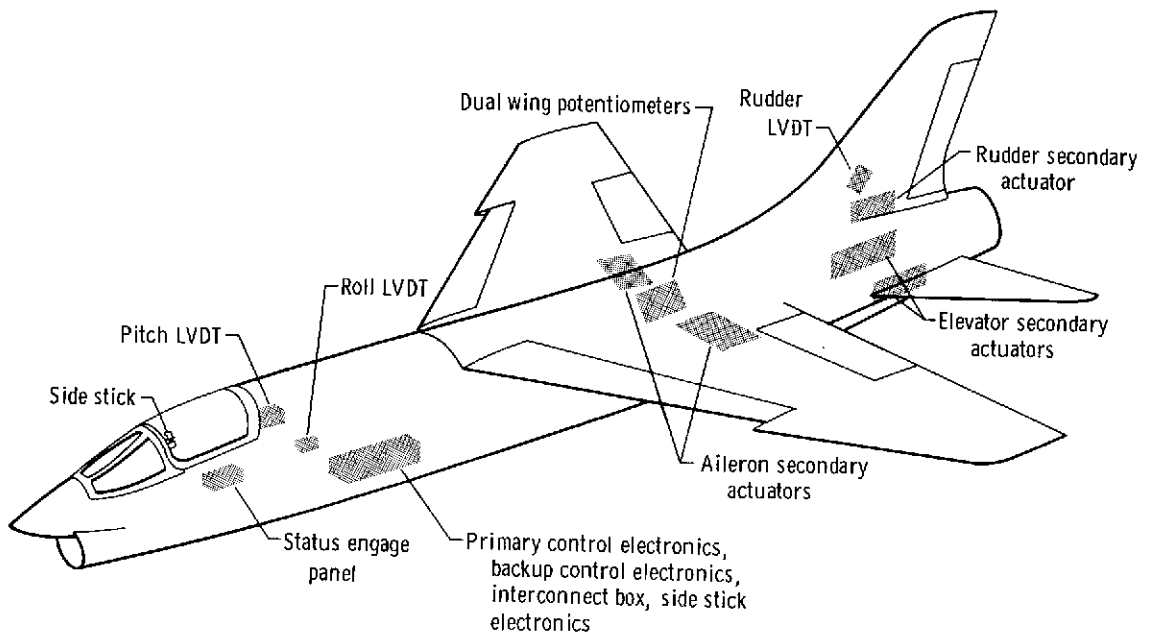 Dual wing potentiometers
Rudder
LVDT
Rudder secondary
actuator
Roll LVDT
Pitch LVDT
Side stick
Elevator secondary
actuators
Aileron secondary
actuators
Status engage
panel
Primary control electronics,
backup control electronics,
interconnect box, side stick
electronics